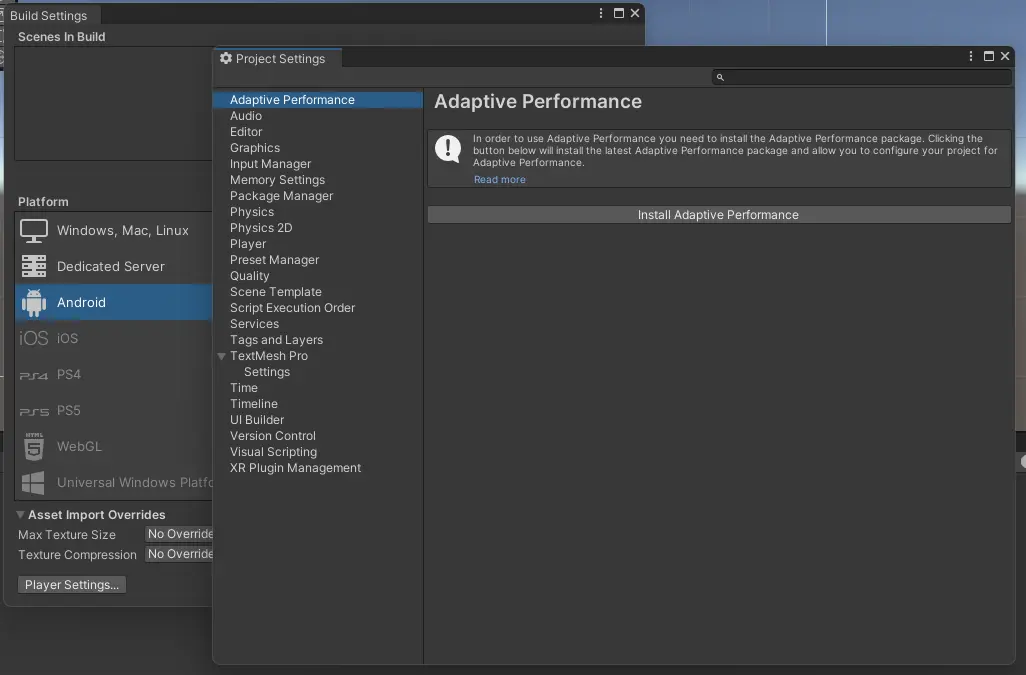 Build Settings
Scenes In Build
Platform
Windows, Mac, Linux
Dedicated Server
Android
iOS iOS
PS4 PS4
PS5 PS5
HTML 5 WebGL
Universal Windows Platfo
Asset Import Overrides
Max Texture Size No Override
Texture Compression No Override
Player Settings...
Project Settings
Adaptive Performance
Audio
Editor
Graphics
Input Manager
Memory Settings
Package Manager
Physics
Physics 2D
Player
Preset Manager
Quality
Scene Template
Script Execution Order
Services
Tags and Layers
TextMesh Pro
Settings
Time
Timeline
UI Builder
Version Control
Visual Scripting
XR Plugin Management
Adaptive Performance
In order to use Adaptive Performance you need to install the Adaptive Performance package. Clicking the
button below will install the latest Adaptive Performance package and allow you to configure your project for
Adaptive Performance.
Read more
Install Adaptive Performance